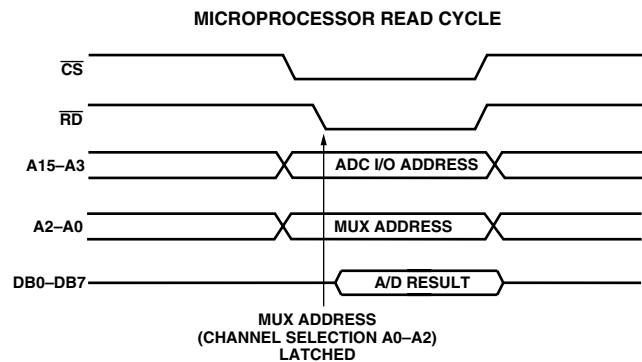 MICROPROCESSOR READ CYCLE
CS
RD
A15–A3
ADC I/O ADDRESS
A2–A0
MUX ADDRESS
DB0–DB7
A/D RESULT
MUX ADDRESS
(CHANNEL SELECTION A0–A2)
LATCHED